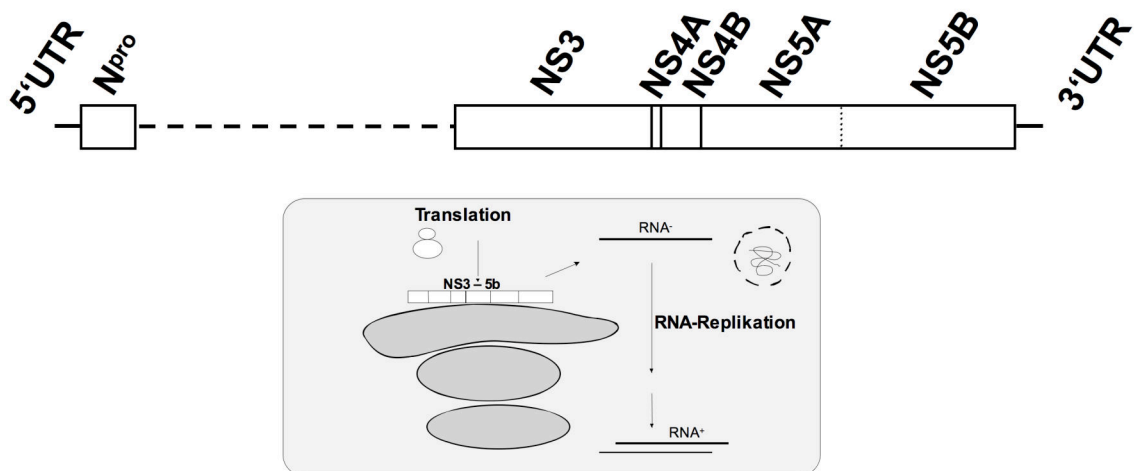 5‘UTR
Npro
NS3
NS4A
NS4B
NS5A
NS5B
3‘UTR
Translation
RNA-
NS3 – 5b
RNA-Replikation
RNA+